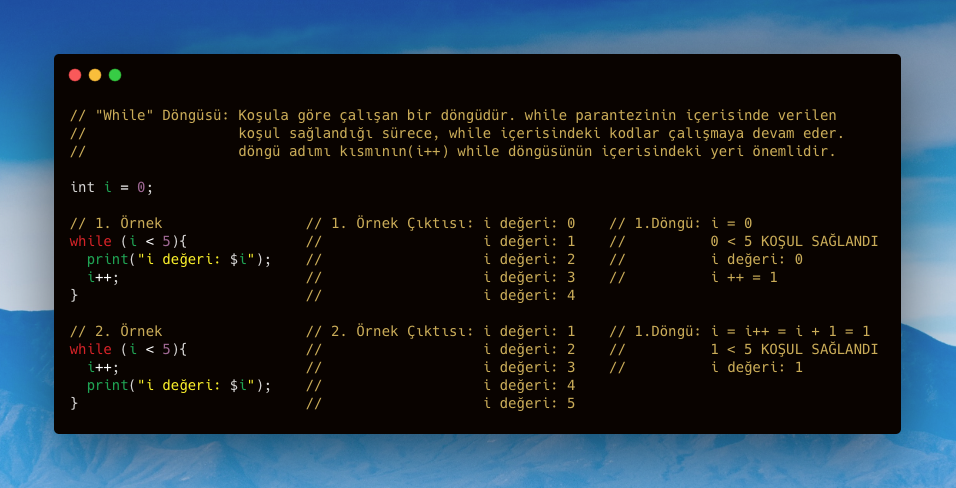 // "While" Döngüsü: Koşula göre çalışan bir döngüdür. while parantezinin içerisinde verilen
//                  koşul sağlandığı sürece, while içerisindeki kodlar çalışmaya devam eder.
//                  döngü adımı kısmının(i++) while döngüsünün içerisindeki yeri önemlidir.

int i = 0;

// 1. Örnek                 // 1. Örnek Çıktısı: i değeri: 0    // 1.Döngü: i = 0
while (i < 5){              //                   i değeri: 1    //          0 < 5 KOŞUL SAĞLANDI
  print("i değeri: $i");    //                   i değeri: 2    //          i değeri: 0
  i++;                      //                   i değeri: 3    //          i ++ = 1
}                           //                   i değeri: 4

// 2. Örnek                 // 2. Örnek Çıktısı: i değeri: 1    // 1.Döngü: i = i++ = i + 1 = 1
while (i < 5){              //                   i değeri: 2    //          1 < 5 KOŞUL SAĞLANDI
  i++;                      //                   i değeri: 3    //          i değeri: 1
  print("i değeri: $i");    //                   i değeri: 4
}                           //                   i değeri: 5